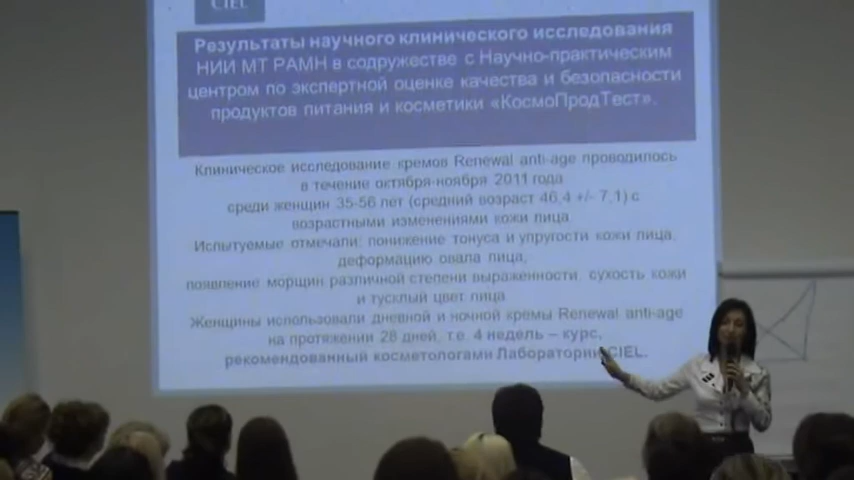 CIEL
Результаты научного клинического исследования
НИИ МТ РАМН в содружестве с Научно-практическим
центром по экспертной оценке качества и безопасности
продуктов питания и косметики «КосмоПродТест».
Клиническое исследование кремов Renewal anti-age проводилось
в течение октября-ноября 2011 года
среди женщин 35-56 лет (средний возраст 46,4 +/- 7,1) с
возрастными изменениями кожи лица.
Испытуемые отмечали: понижение тонуса и упругости кожи лица,
деформацию овала лица,
появление морщин различной степени выраженности, сухость кожи
и тусклый цвет лица
Женщины использовали дневной и ночной кремы Renewal anti-age
на протяжении 28 дней, т.е. 4 недель – курс,
рекомендованный косметологами Лаборатории CIEL.